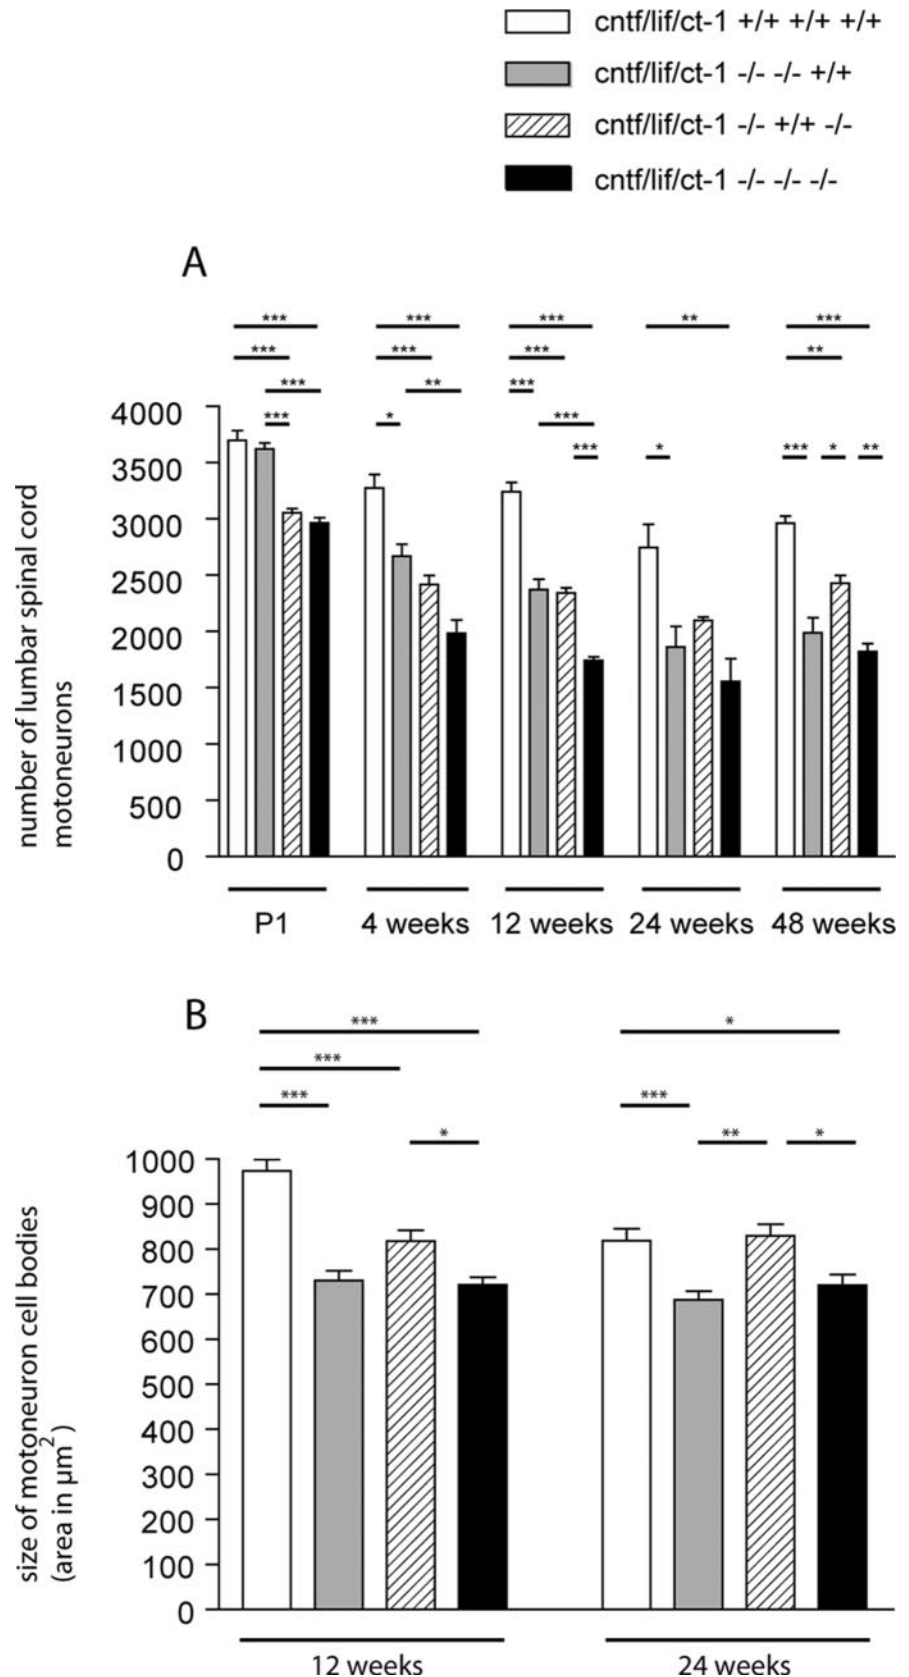 cntf/lif/ct-1 +/+ +/+ +/+
cntf/lif/ct-1 -/- -/- +/+
cntf/lif/ct-1 -/- +/+ -/-
cntf/lif/ct-1 -/- -/- -/-
A
*** *** *** ** ***
*** *** *** **
*** ** ***
*** * ***
*** * *** * **
4000
3500
3000
2500
2000
1500
1000
500
0
number of lumbar spinal cord
motoneurons
P1 4 weeks 12 weeks 24 weeks 48 weeks
B
*** *
***
*** ***
* ** *
1000
900
800
700
600
500
400
300
200
100
0
size of motoneuron cell bodies
(area in µm²)
12 weeks 24 weeks